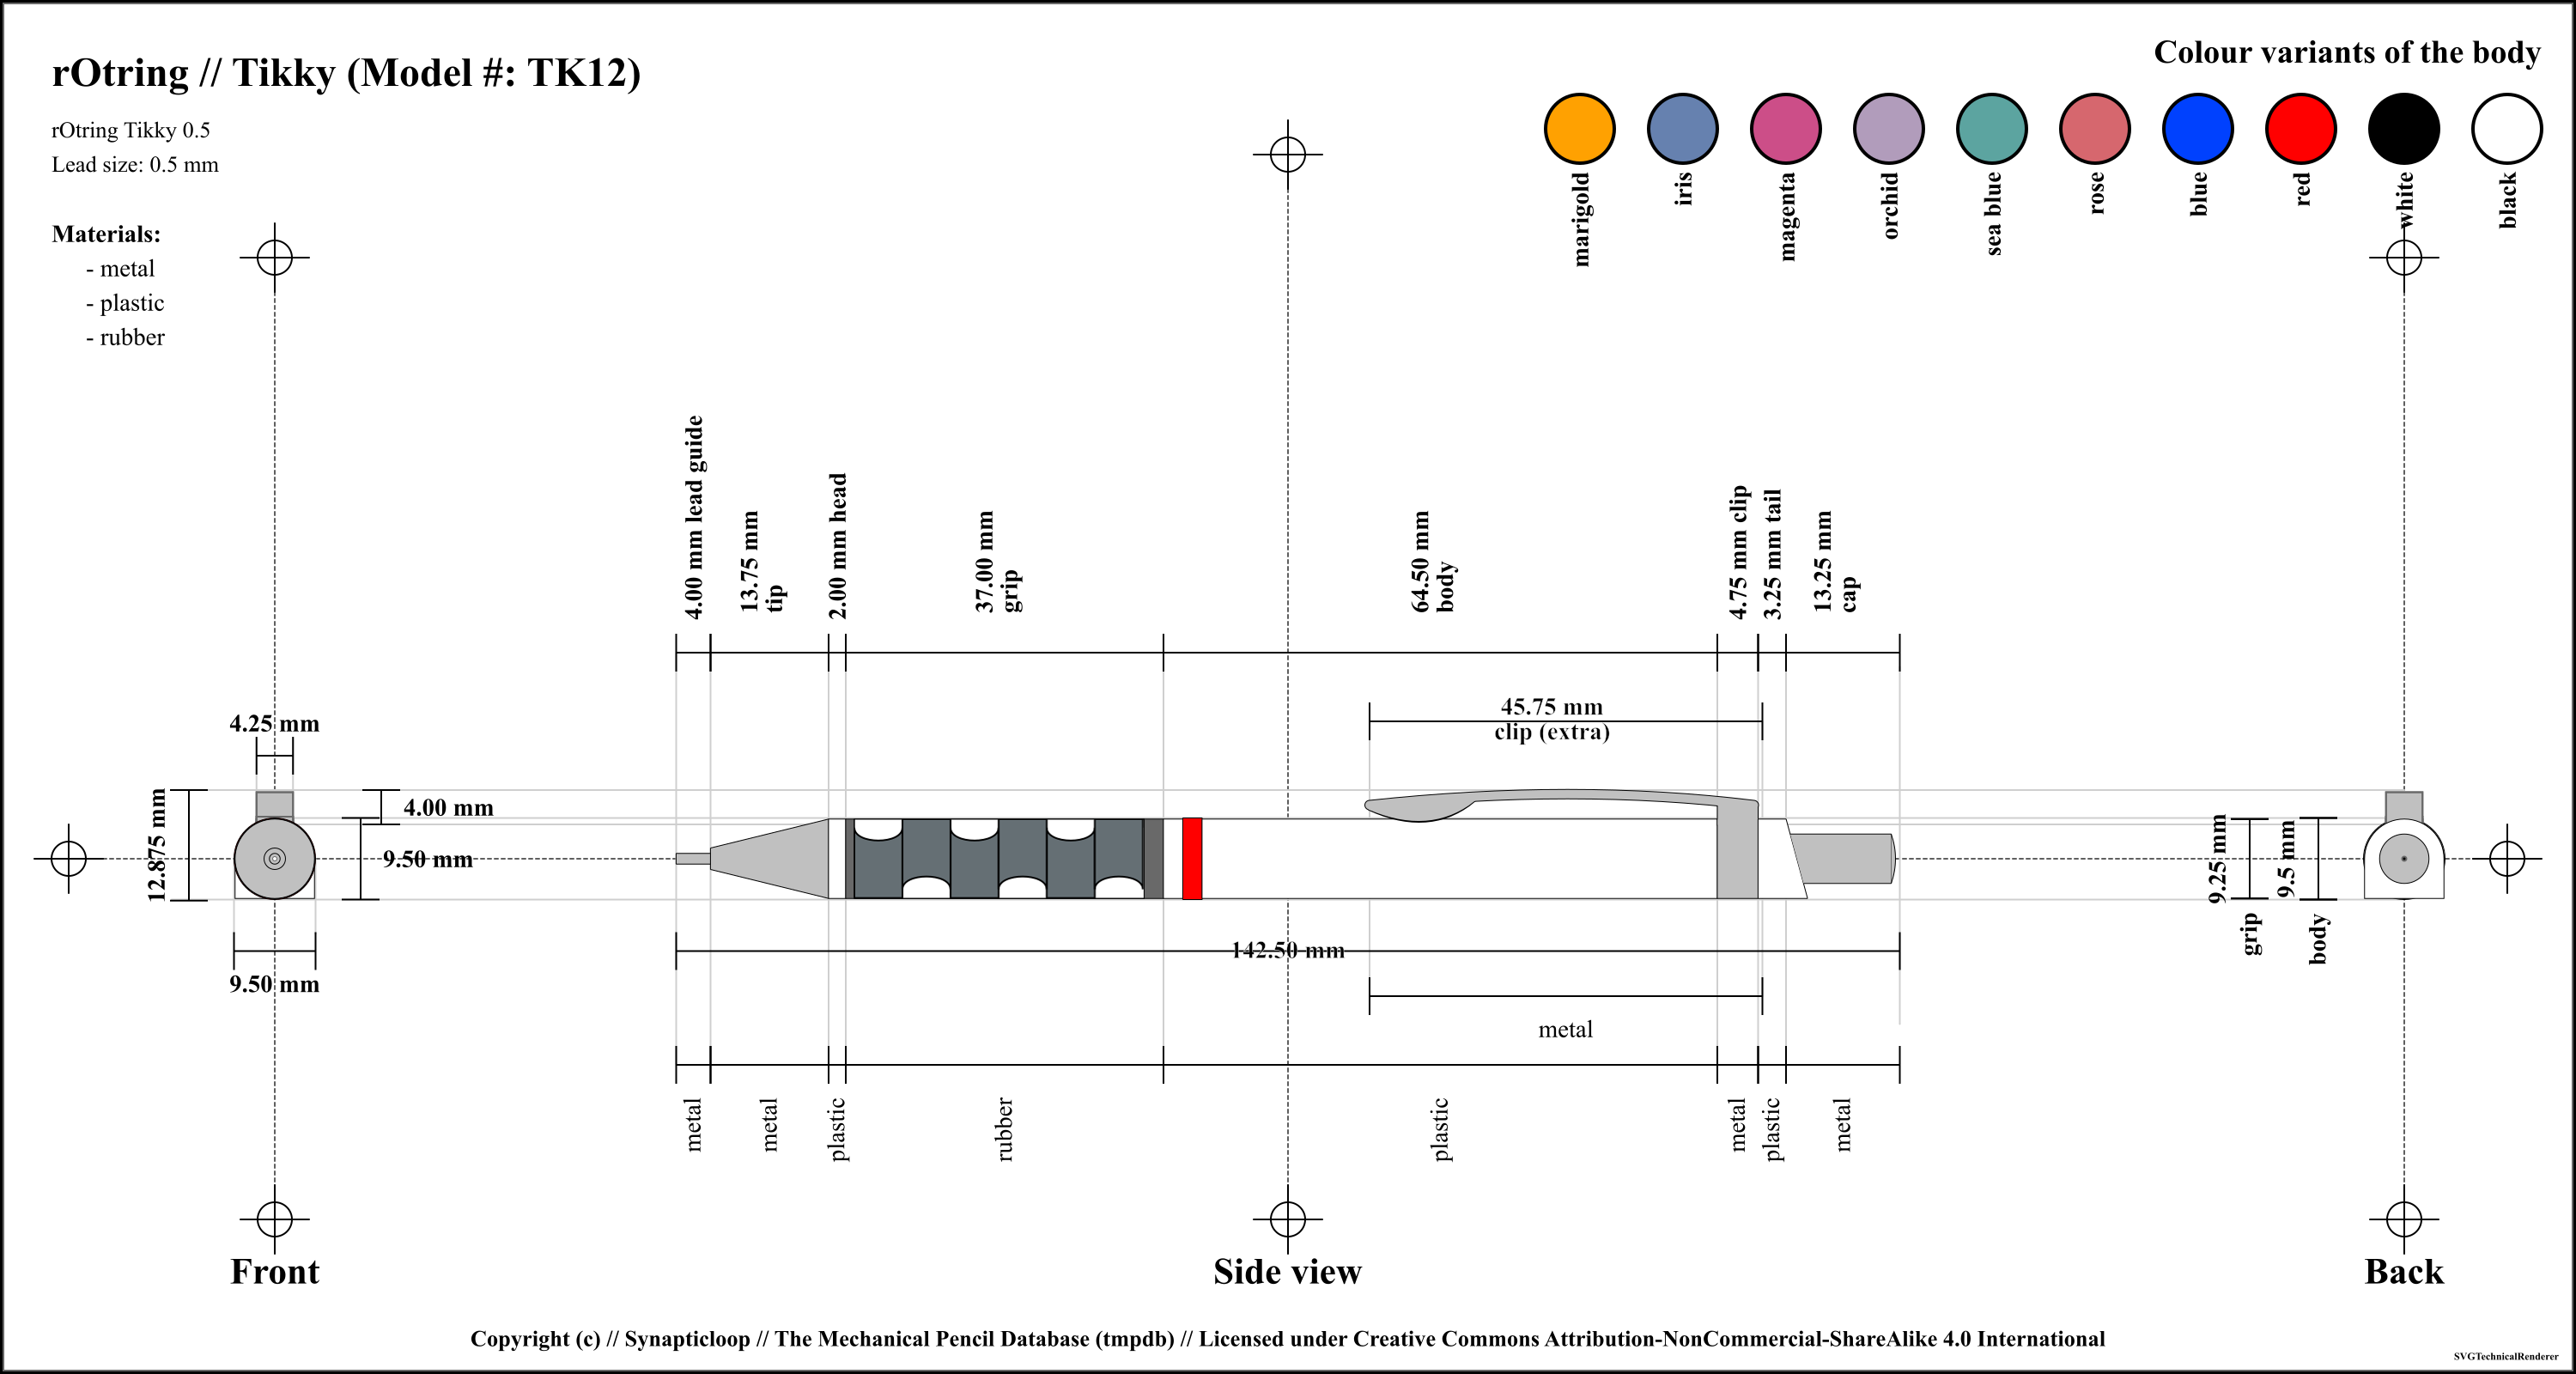 rOtring // Tikky (Model #: TK12)
rOtring Tikky 0.5
Lead size: 0.5 mm
Materials:
- metal
- plastic
- rubber
Colour variants of the body
marigold
iris
magenta
orchid
sea blue
rose
blue
red
white
black
4.00 mm lead guide
13.75 mm
tip
2.00 mm head
37.00 mm
grip
64.50 mm
body
4.75 mm clip
3.25 mm tail
13.25 mm
cap
45.75 mm
clip (extra)
4.25 mm
12.875 mm
4.00 mm
9.50 mm
9.50 mm
142.50 mm
9.25 mm
grip
9.5 mm
body
metal
metal
metal
plastic
rubber
plastic
metal
plastic
metal
Front
Side view
Back
Copyright (c) // Synapticloop // The Mechanical Pencil Database (tmpdb) // Licensed under Creative Commons Attribution-NonCommercial-ShareAlike 4.0 International
SVGTechnicalRenderer